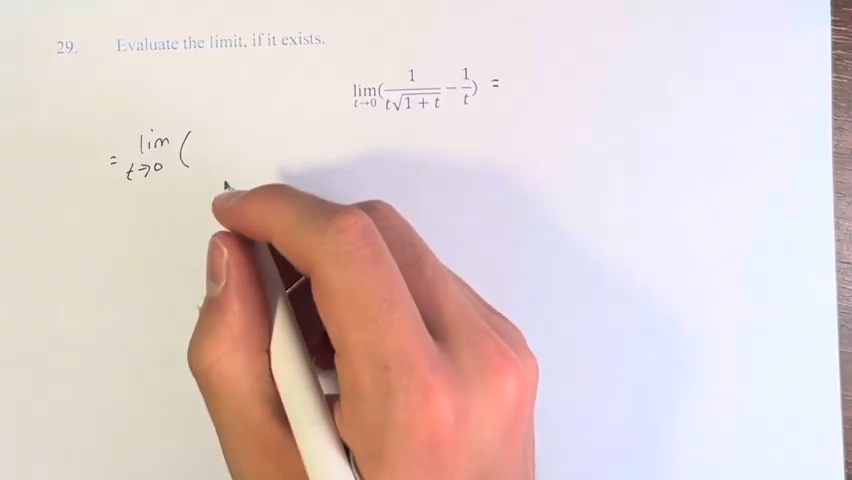 29. Evaluate the limit, if it exists.
lim_{t→0}(1/(t√(1 + t)) − 1/t) =
= lim_{t→0} (